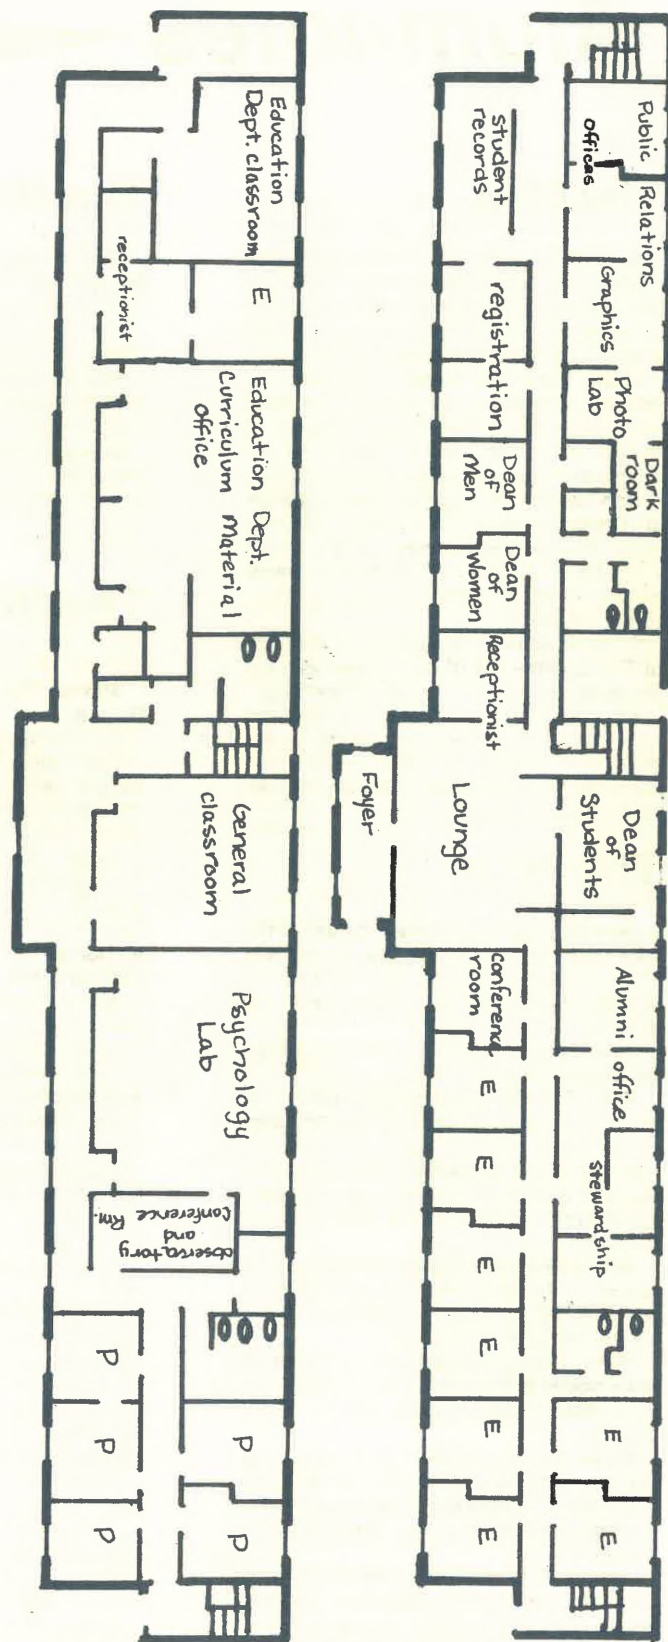 Public
Relations
offices
Graphics
Photo
Lab
Dark
room
Dean
of
Students
Alumni office
stewardship
E
E
student
records
registration
Dean
of
Men
Dean
of
Women
Receptionist
Lounge
Foyer
conference
room
E
E
E
E
E
E
Education
Dept. classroom
receptionist
E
Education Dept.
Curriculum Material
office
General
classroom
Psychology
Lab
observatory
and
conference Rm.
P
P
P
P
P